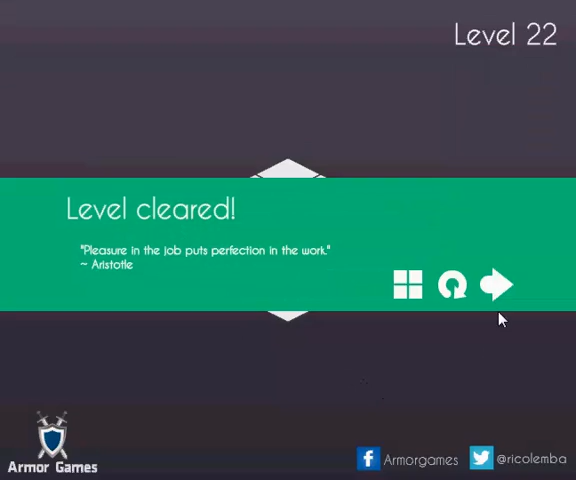 Level 22
Level cleared!
"Pleasure in the job puts perfection in the work."
~ Aristotle
Armor Games
Armorgames
@ricolemba